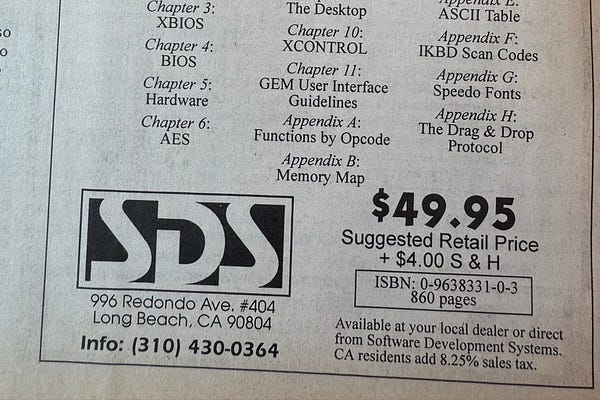 so
o
Chapter 3:
XBIOS
Chapter 4:
BIOS
Chapter 5:
Hardware
Chapter 6:
AES
The Desktop
Chapter 10:
XCONTROL
Chapter 11:
GEM User Interface
Guidelines
Appendix A:
Functions by Opcode
Appendix B:
Memory Map
Appendix E:
ASCII Table
Appendix F:
IKBD Scan Codes
Appendix G:
Speedo Fonts
Appendix H:
The Drag & Drop
Protocol
SDS
996 Redondo Ave. #404
Long Beach, CA 90804
Info: (310) 430-0364
$49.95
Suggested Retail Price
+ $4.00 S & H
ISBN: 0-9638331-0-3
860 pages
Available at your local dealer or direct
from Software Development Systems.
CA residents add 8.25% sales tax.